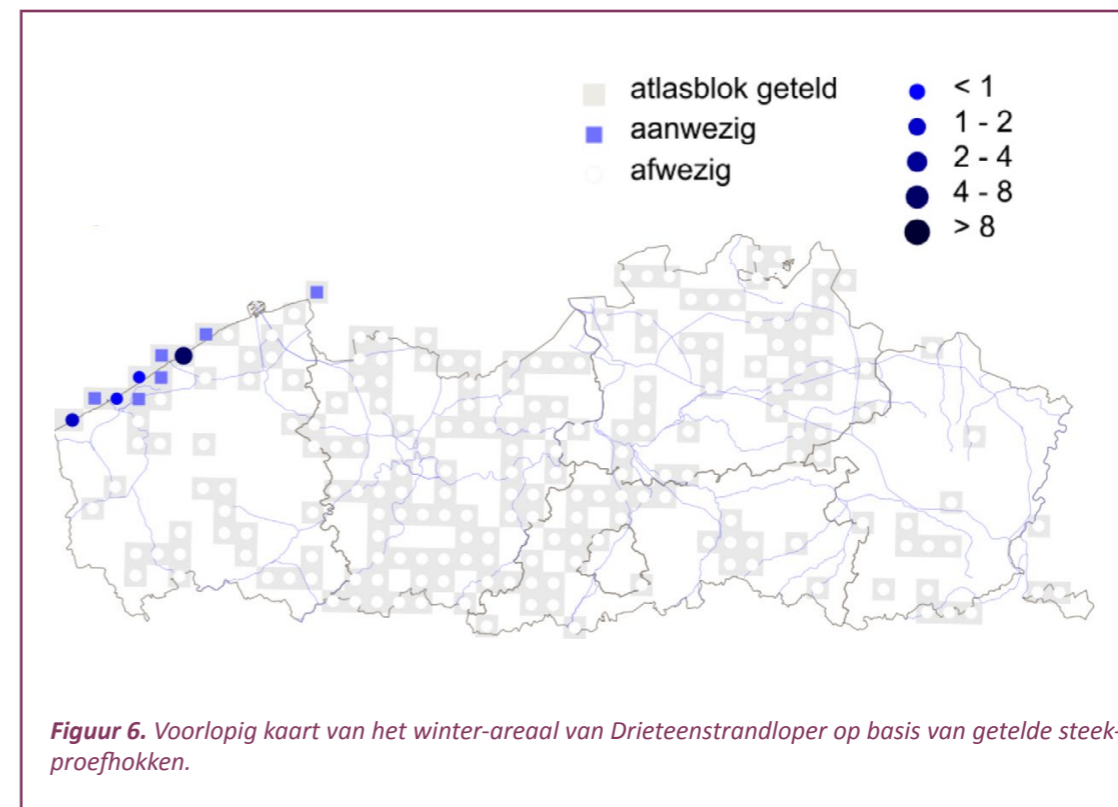 atlasblok geteld
aanwezig
afwezig
< 1
1 - 2
2 - 4
4 - 8
> 8
Figuur 6. Voorlopig kaart van het winter-areaal van Drieteenstrandloper op basis van getelde steek-
proefhokken.